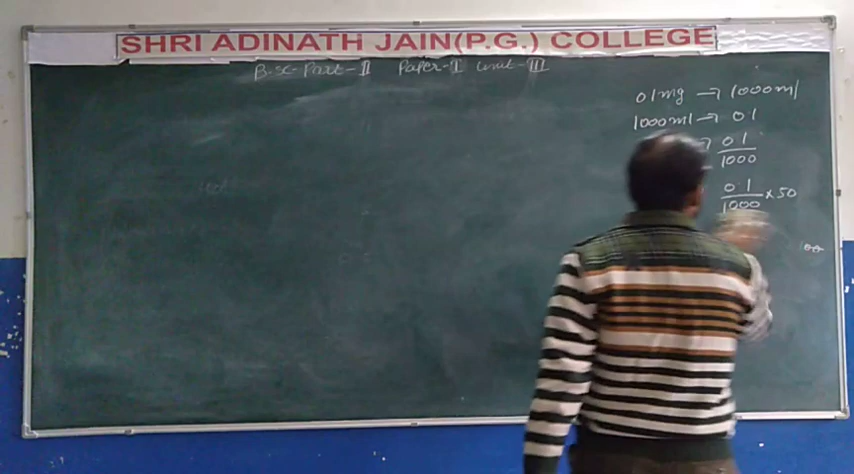 SHRI ADINATH JAIN(P.G.) COLLEGE
B.Sc- Part-II Paper-I Unit-III
0.1mg → 1000ml
1000ml → 0.1
→ 0.1/1000
0.1/1000 × 50
100